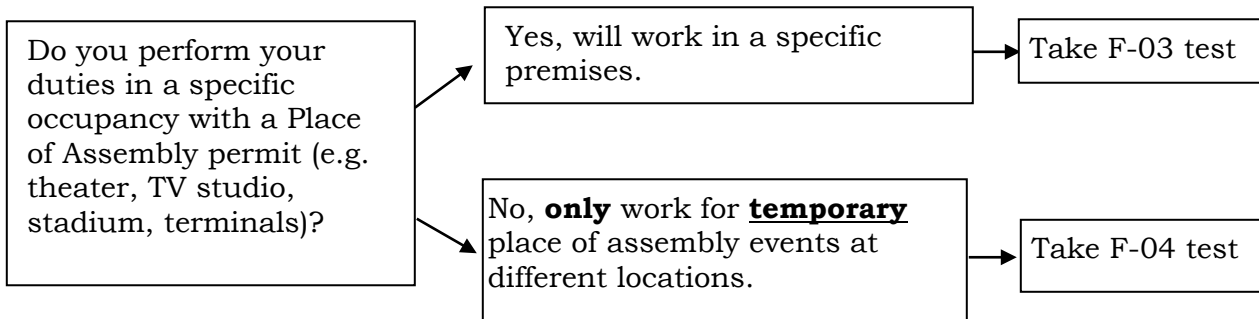 Do you perform your
duties in a specific
occupancy with a Place
of Assembly permit (e.g.
theater, TV studio,
stadium, terminals)?
Yes, will work in a specific
premises.
Take F-03 test
No, only work for temporary
place of assembly events at
different locations.
Take F-04 test